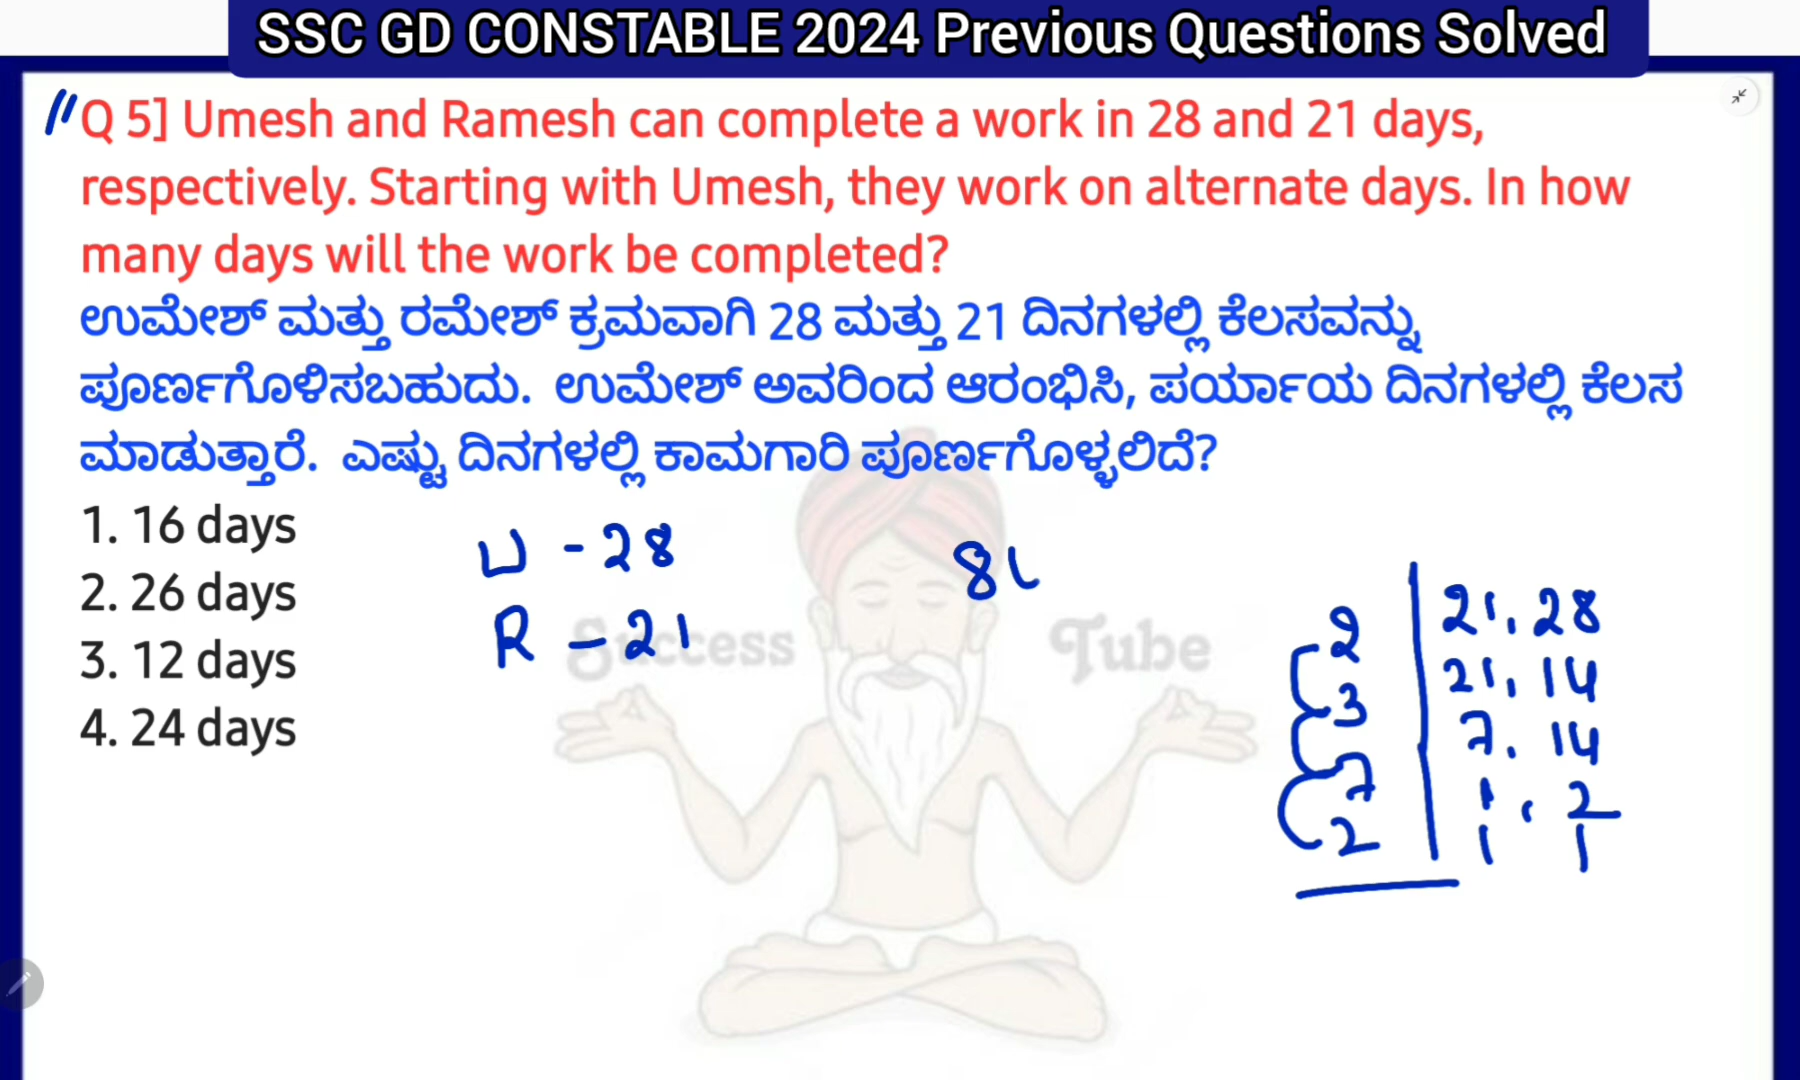 SSC GD CONSTABLE 2024 Previous Questions Solved
Q 5] Umesh and Ramesh can complete a work in 28 and 21 days,
respectively. Starting with Umesh, they work on alternate days. In how
many days will the work be completed?
ಉಮೇಶ್ ಮತ್ತು ರಮೇಶ್ ಕ್ರಮವಾಗಿ 28 ಮತ್ತು 21 ದಿನಗಳಲ್ಲಿ ಕೆಲಸವನ್ನು
ಪೂರ್ಣಗೊಳಿಸಬಹುದು. ಉಮೇಶ್ ಅವರಿಂದ ಆರಂಭಿಸಿ, ಪರ್ಯಾಯ ದಿನಗಳಲ್ಲಿ ಕೆಲಸ
ಮಾಡುತ್ತಾರೆ. ಎಷ್ಟು ದಿನಗಳಲ್ಲಿ ಕಾಮಗಾರಿ ಪೂರ್ಣಗೊಳ್ಳಲಿದೆ?
1. 16 days
2. 26 days
3. 12 days
4. 24 days
U - 28
R - 21
Success Tube
2 | 21, 28
3 | 21, 14
7 | 7, 14
2 | 1, 2
1 1